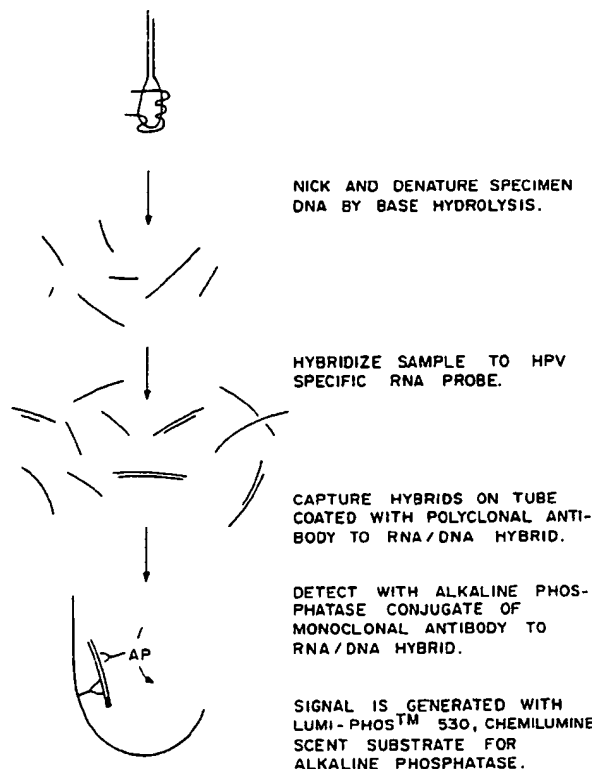 NICK AND DENATURE SPECIMEN
DNA BY BASE HYDROLYSIS.
HYBRIDIZE SAMPLE TO HPV
SPECIFIC RNA PROBE.
CAPTURE HYBRIDS ON TUBE
COATED WITH POLYCLONAL ANTI-
BODY TO RNA/DNA HYBRID.
DETECT WITH ALKALINE PHOS-
PHATASE CONJUGATE OF
MONOCLONAL ANTIBODY TO
RNA/DNA HYBRID.
AP
SIGNAL IS GENERATED WITH
LUMI-PHOS™ 530, CHEMILUMINE
SCENT SUBSTRATE FOR
ALKALINE PHOSPHATASE.